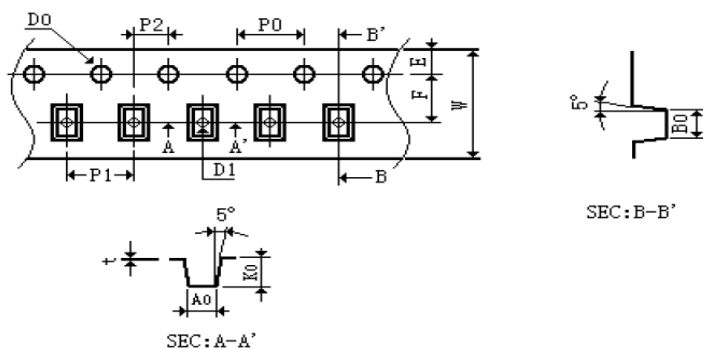 D0 P2 P0 B'
E
F
W
A A'
P1 D1 B
5°
B0
SEC:B-B'
5°
t
K0
A0
SEC:A-A'